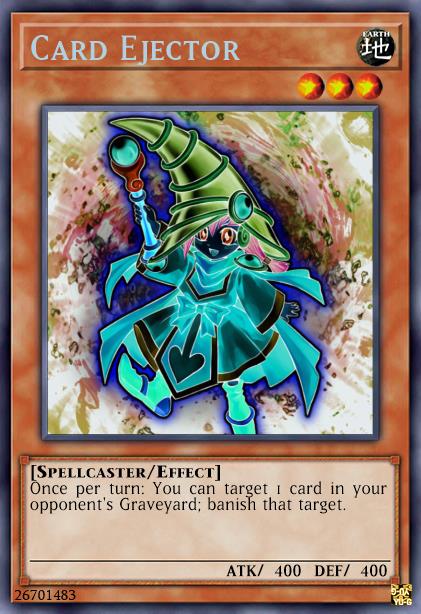 Card Ejector
EARTH
地
[Spellcaster/Effect]
Once per turn: You can target 1 card in your
opponent's Graveyard; banish that target.
ATK/ 400 DEF/ 400
26701483